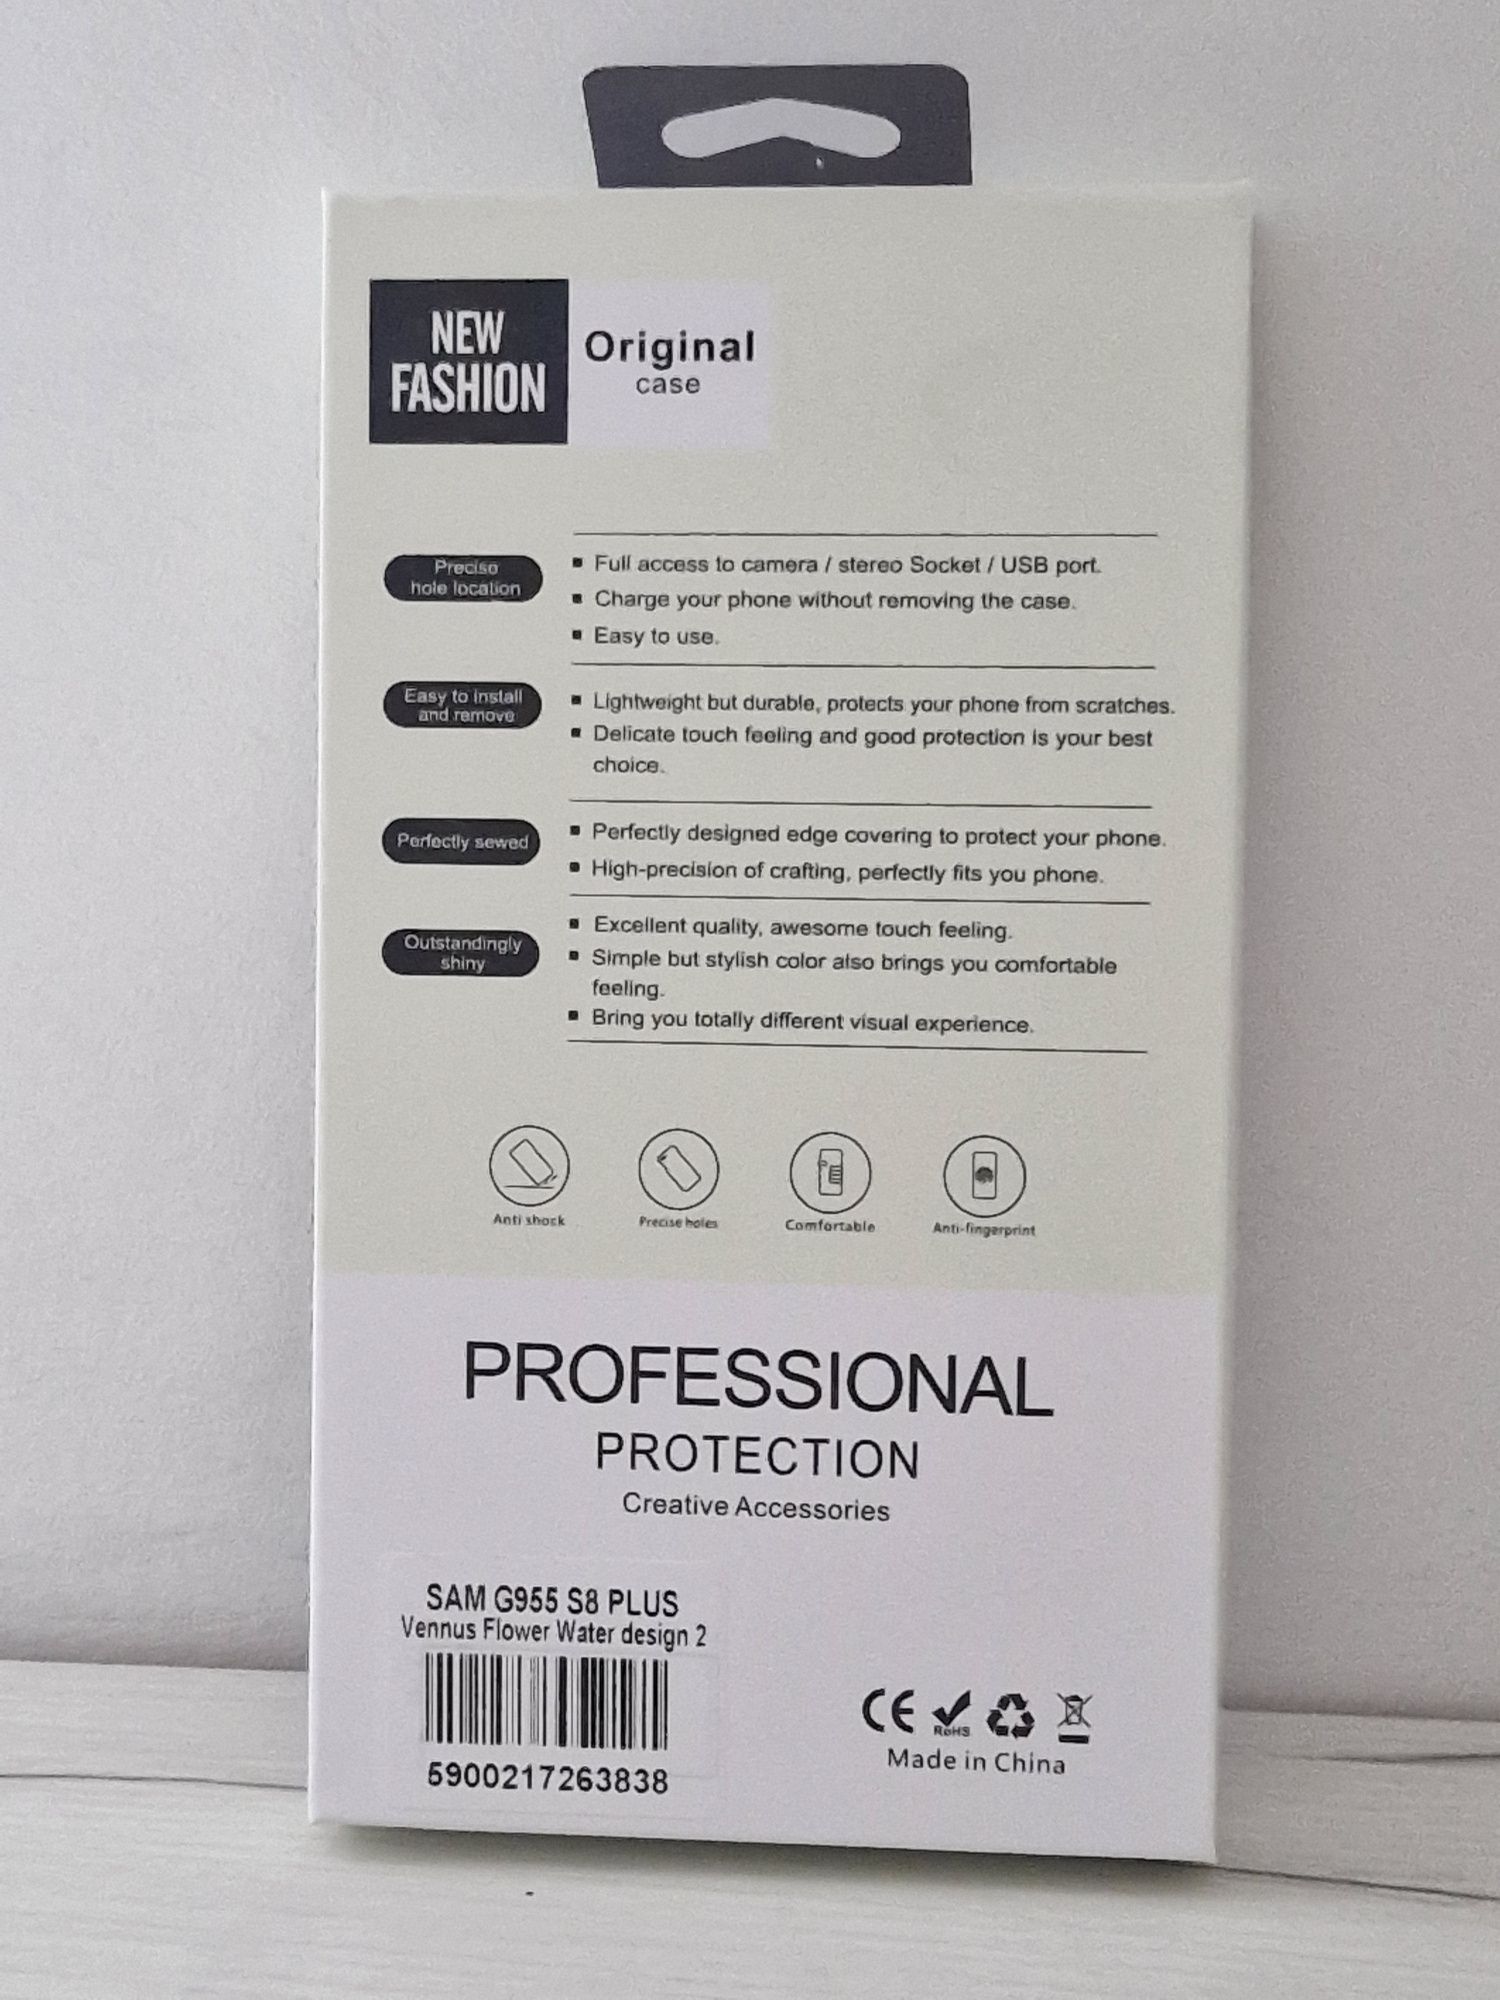 NEW
FASHION
Original
case
Precise
hole location
Full access to camera / stereo Socket / USB port.
Charge your phone without removing the case.
Easy to use.
Easy to install
and remove
Lightweight but durable, protects your phone from scratches.
Delicate touch feeling and good protection is your best
choice.
Perfectly sewed
Perfectly designed edge covering to protect your phone.
High-precision of crafting, perfectly fits you phone.
Outstandingly
shiny
Excellent quality, awesome touch feeling.
Simple but stylish color also brings you comfortable
feeling.
Bring you totally different visual experience.
Anti shock
Precise holes
Comfortable
Anti-fingerprint
PROFESSIONAL
PROTECTION
Creative Accessories
SAM G955 S8 PLUS
Vennus Flower Water design 2
5900217263838
CE
RoHS
Made in China